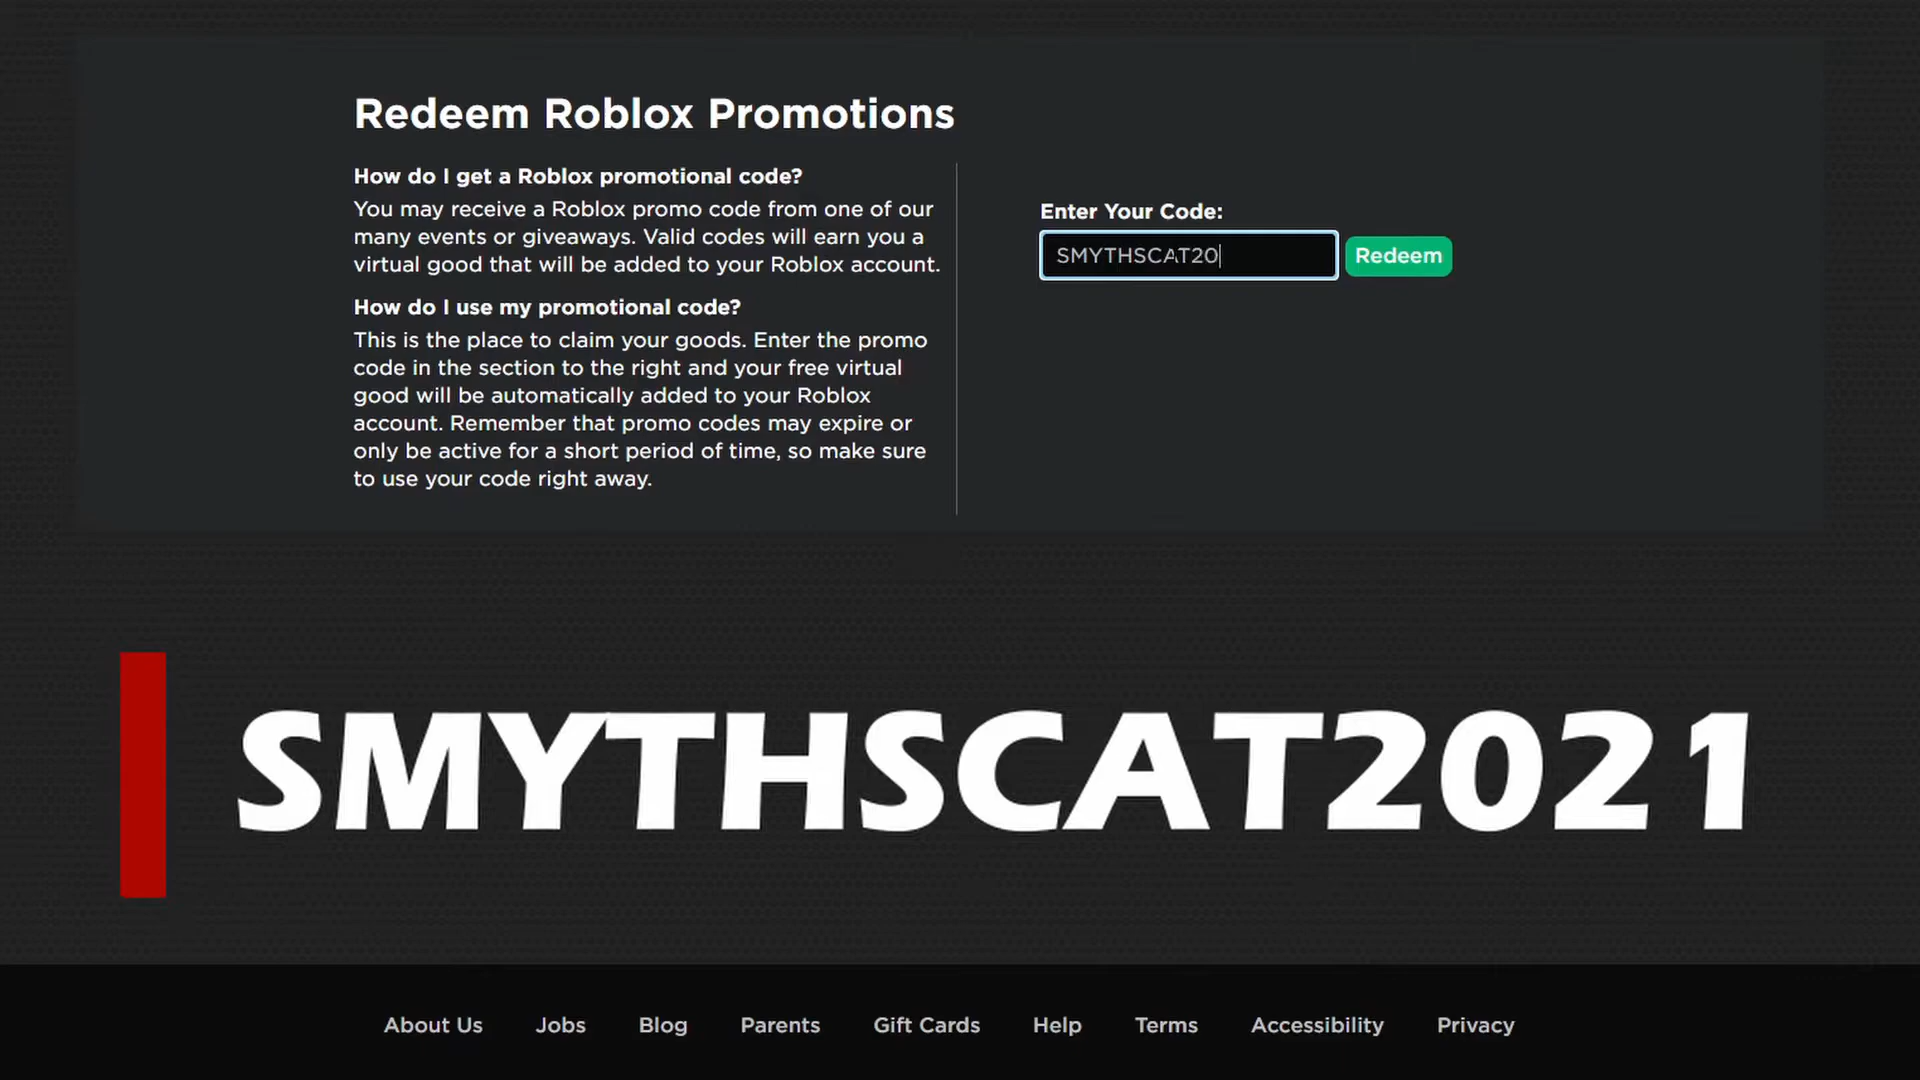 Redeem Roblox Promotions
How do I get a Roblox promotional code?
You may receive a Roblox promo code from one of our
many events or giveaways. Valid codes will earn you a
virtual good that will be added to your Roblox account.
How do I use my promotional code?
This is the place to claim your goods. Enter the promo
code in the section to the right and your free virtual
good will be automatically added to your Roblox
account. Remember that promo codes may expire or
only be active for a short period of time, so make sure
to use your code right away.
Enter Your Code:
SMYTHSCAT20
Redeem
SMYTHSCAT2021
About Us Jobs Blog Parents Gift Cards Help Terms Accessibility Privacy